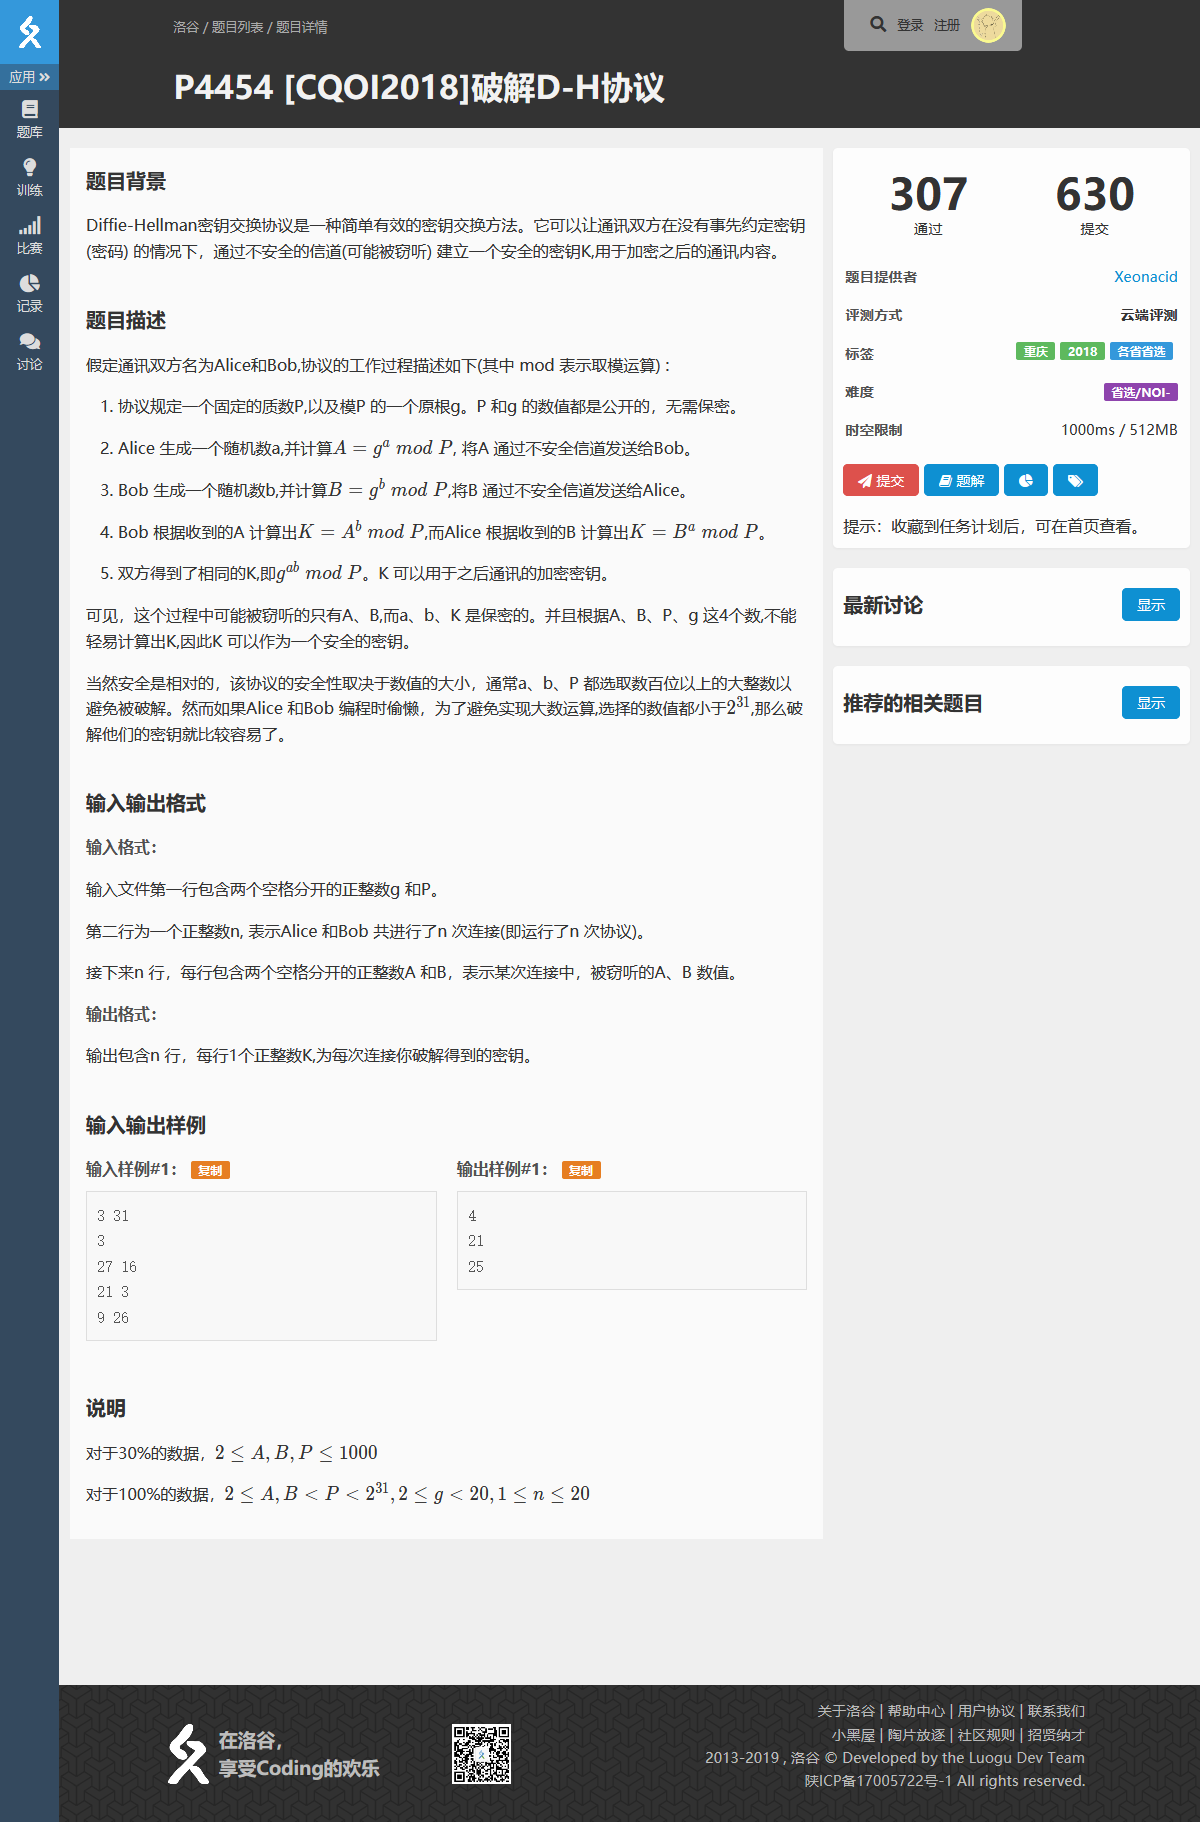 洛谷 / 题目列表 / 题目详情
登录 注册
P4454 [CQOI2018]破解D-H协议
应用
题库
训练
比赛
记录
讨论
题目背景
Diffie-Hellman密钥交换协议是一种简单有效的密钥交换方法。它可以让通讯双方在没有事先约定密钥
(密码) 的情况下，通过不安全的信道(可能被窃听) 建立一个安全的密钥K,用于加密之后的通讯内容。
题目描述
假定通讯双方名为Alice和Bob,协议的工作过程描述如下(其中 mod 表示取模运算) :
1. 协议规定一个固定的质数P,以及模P 的一个原根g。P 和g 的数值都是公开的，无需保密。
2. Alice 生成一个随机数a,并计算A = g^a mod P, 将A 通过不安全信道发送给Bob。
3. Bob 生成一个随机数b,并计算B = g^b mod P,将B 通过不安全信道发送给Alice。
4. Bob 根据收到的A 计算出K = A^b mod P,而Alice 根据收到的B 计算出K = B^a mod P。
5. 双方得到了相同的K,即g^{ab} mod P。K 可以用于之后通讯的加密密钥。
可见，这个过程中可能被窃听的只有A、B,而a、b、K 是保密的。并且根据A、B、P、g 这4个数,不能
轻易计算出K,因此K 可以作为一个安全的密钥。
当然安全是相对的，该协议的安全性取决于数值的大小，通常a、b、P 都选取数百位以上的大整数以
避免被破解。然而如果Alice 和Bob 编程时偷懒，为了避免实现大数运算,选择的数值都小于2^{31},那么破
解他们的密钥就比较容易了。
输入输出格式
输入格式：
输入文件第一行包含两个空格分开的正整数g 和P。
第二行为一个正整数n, 表示Alice 和Bob 共进行了n 次连接(即运行了n 次协议)。
接下来n 行，每行包含两个空格分开的正整数A 和B，表示某次连接中，被窃听的A、B 数值。
输出格式：
输出包含n 行，每行1个正整数K,为每次连接你破解得到的密钥。
输入输出样例
输入样例#1： 复制
3 31
3
27 16
21 3
9 26
输出样例#1： 复制
4
21
25
说明
对于30%的数据，2 ≤ A, B, P ≤ 1000
对于100%的数据，2 ≤ A, B < P < 2^{31}, 2 ≤ g < 20, 1 ≤ n ≤ 20
307 630
通过 提交
题目提供者 Xeonacid
评测方式 云端评测
标签 重庆 2018 各省省选
难度 省选/NOI-
时空限制 1000ms / 512MB
提交 题解
提示：收藏到任务计划后，可在首页查看。
最新讨论 显示
推荐的相关题目 显示
在洛谷，
享受Coding的欢乐
关于洛谷 | 帮助中心 | 用户协议 | 联系我们
小黑屋 | 陶片放逐 | 社区规则 | 招贤纳才
2013-2019 , 洛谷 © Developed by the Luogu Dev Team
陕ICP备17005722号-1 All rights reserved.